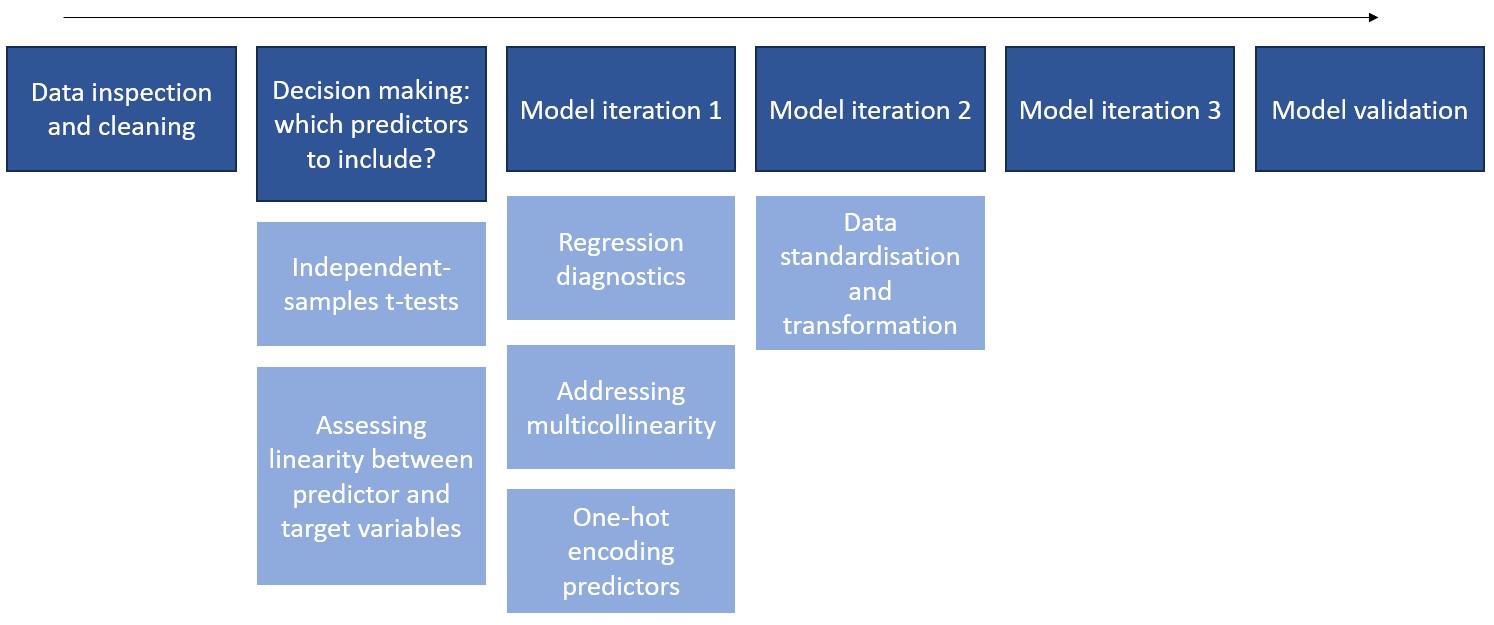 Data inspection
and cleaning
Decision making:
which predictors
to include?
Independent-
samples t-tests
Assessing
linearity between
predictor and
target variables
Model iteration 1
Regression
diagnostics
Addressing
multicollinearity
One-hot
encoding
predictors
Model iteration 2
Data
standardisation
and
transformation
Model iteration 3
Model validation